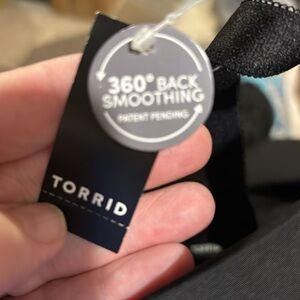 360° BACK
SMOOTHING
PATENT PENDING
TORRID